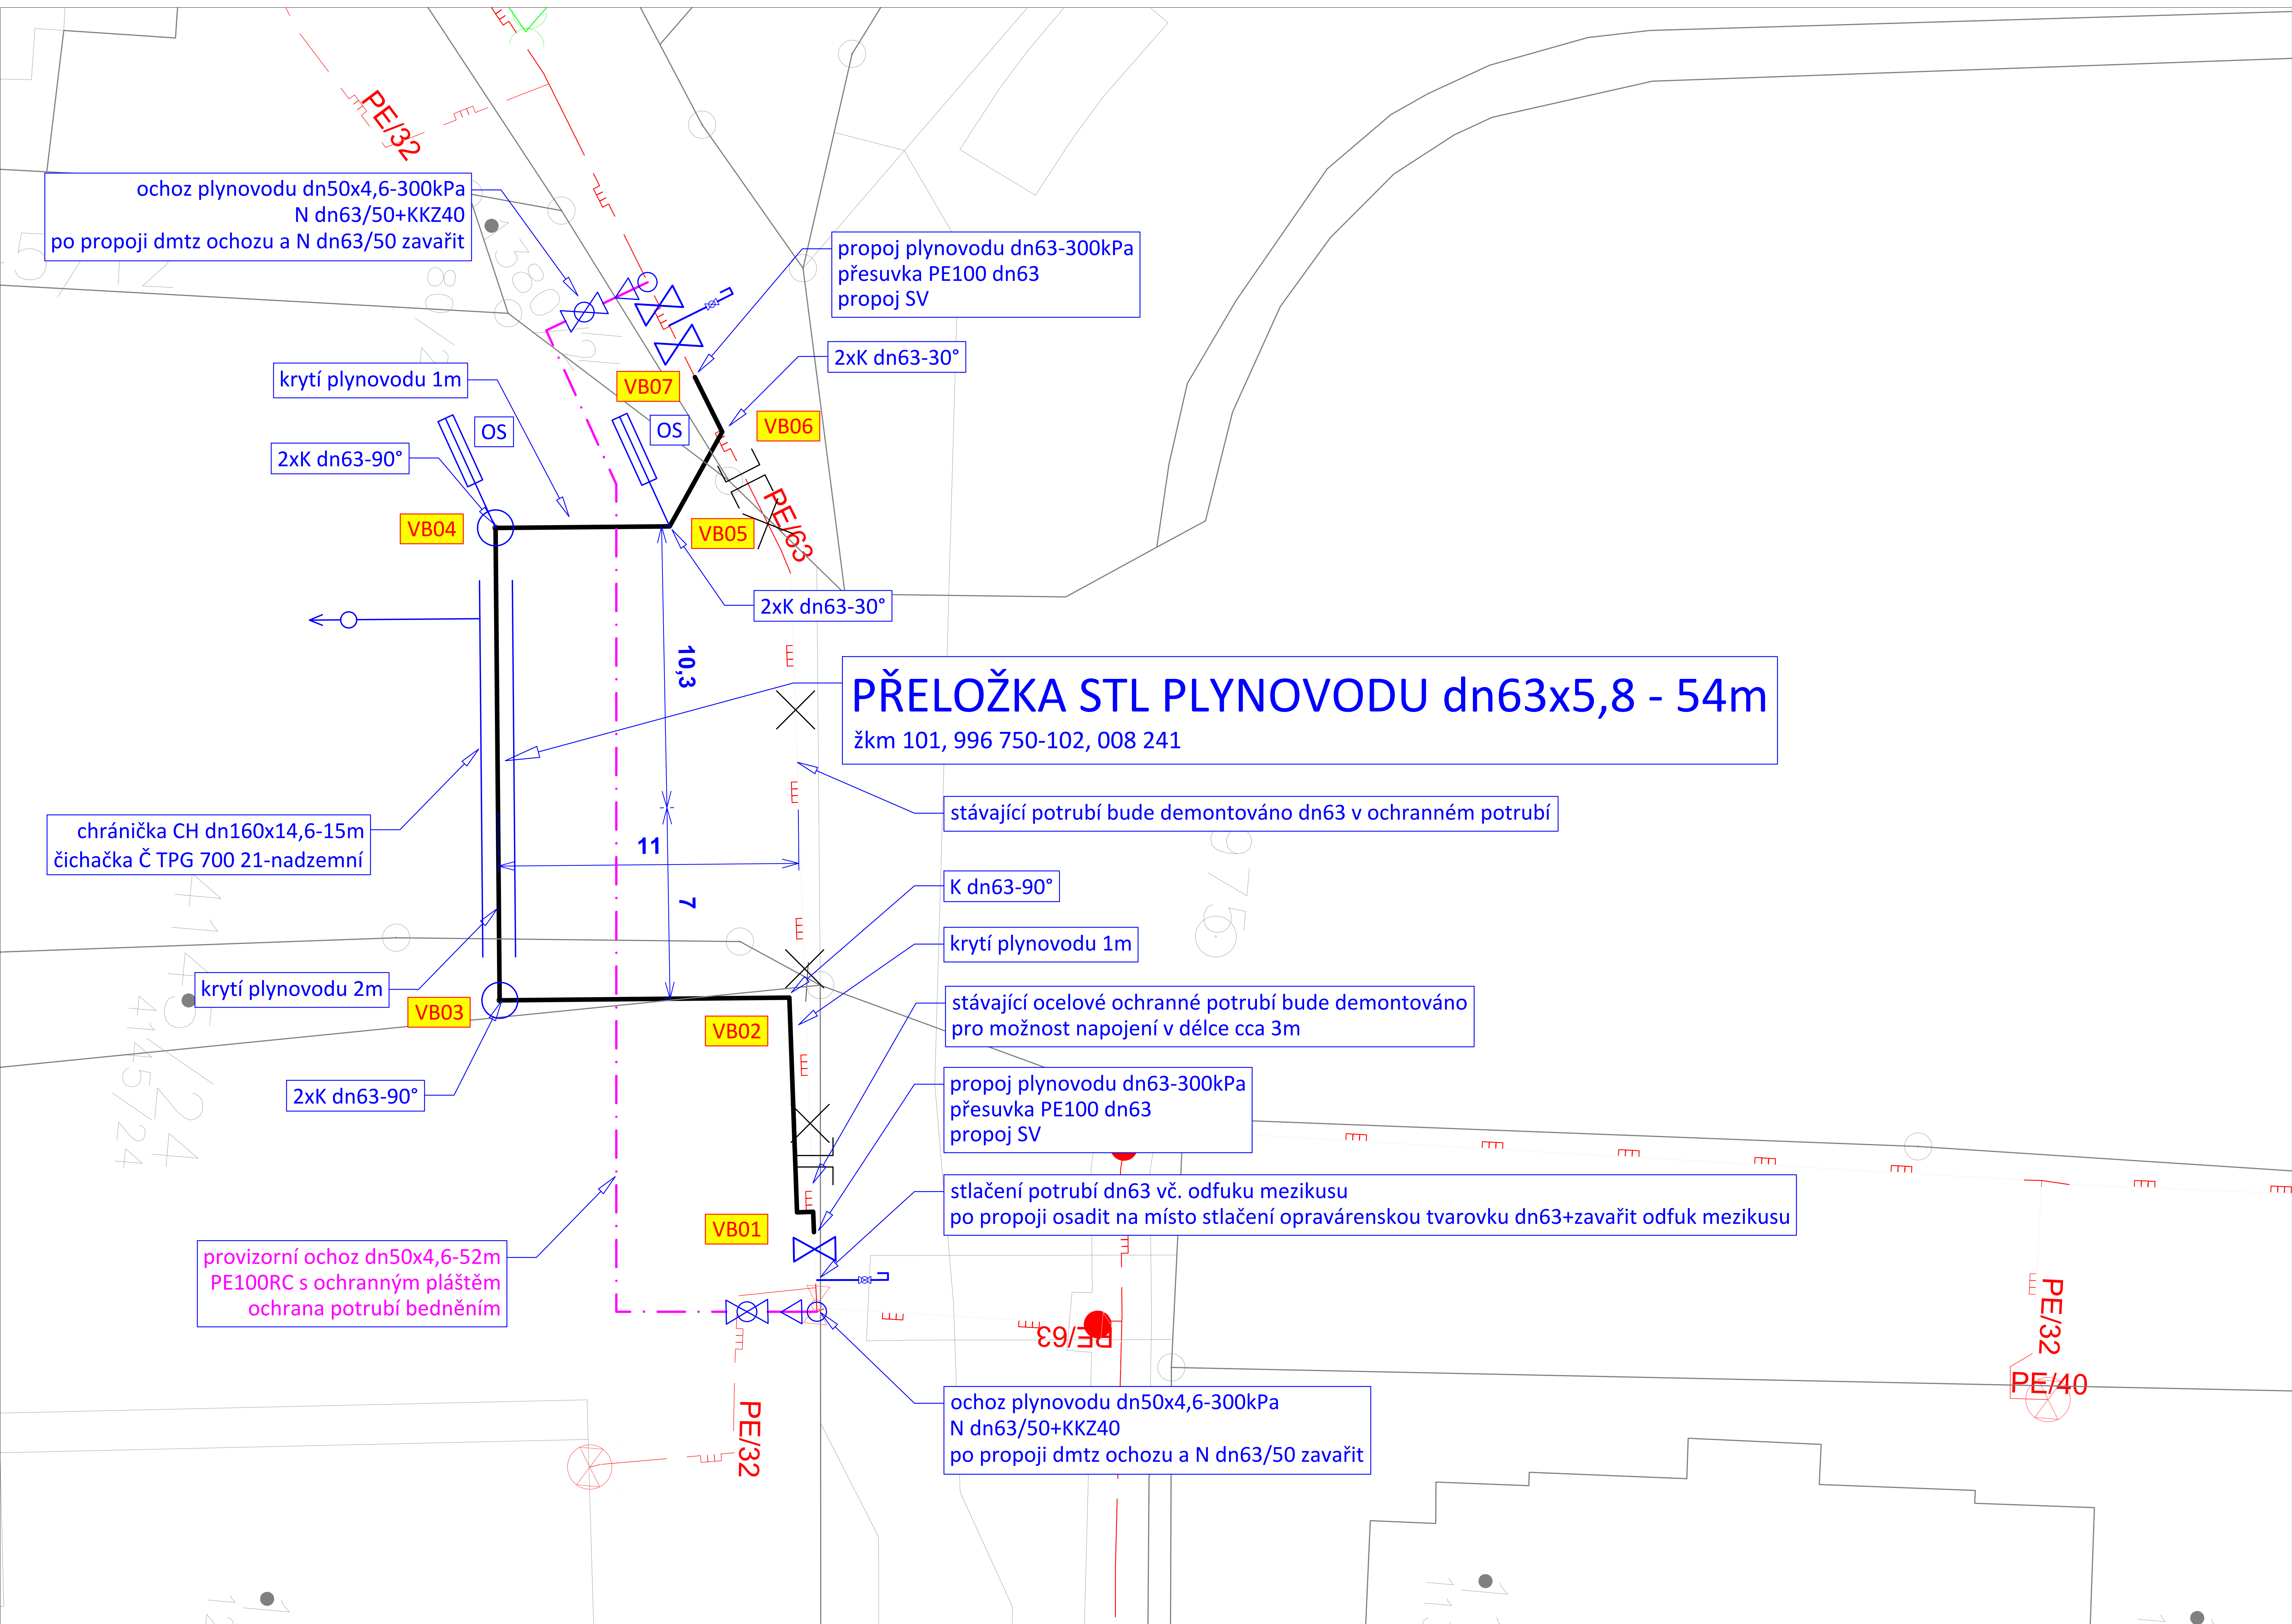 PE/32
ochoz plynovodu dn50x4,6-300kPa
N dn63/50+KKZ40
po propoji dmtz ochozu a N dn63/50 zavařit
propoj plynovodu dn63-300kPa
přesuvka PE100 dn63
propoj SV
2xK dn63-30°
krytí plynovodu 1m
VB07
VB06
OS
OS
2xK dn63-90°
VB04
VB05
PE/63
2xK dn63-30°
10,3
PŘELOŽKA STL PLYNOVODU dn63x5,8 - 54m
žkm 101, 996 750-102, 008 241
stávající potrubí bude demontováno dn63 v ochranném potrubí
chránička CH dn160x14,6-15m
čichačka Č TPG 700 21-nadzemní
11
7
K dn63-90°
krytí plynovodu 1m
krytí plynovodu 2m
VB03
VB02
stávající ocelové ochranné potrubí bude demontováno
pro možnost napojení v délce cca 3m
2xK dn63-90°
propoj plynovodu dn63-300kPa
přesuvka PE100 dn63
propoj SV
stlačení potrubí dn63 vč. odfuku mezikusu
po propoji osadit na místo stlačení opravárenskou tvarovku dn63+zavařit odfuk mezikusu
VB01
provizorní ochoz dn50x4,6-52m
PE100RC s ochranným pláštěm
ochrana potrubí bedněním
PE/63
PE/32
PE/40
PE/32
ochoz plynovodu dn50x4,6-300kPa
N dn63/50+KKZ40
po propoji dmtz ochozu a N dn63/50 zavařit